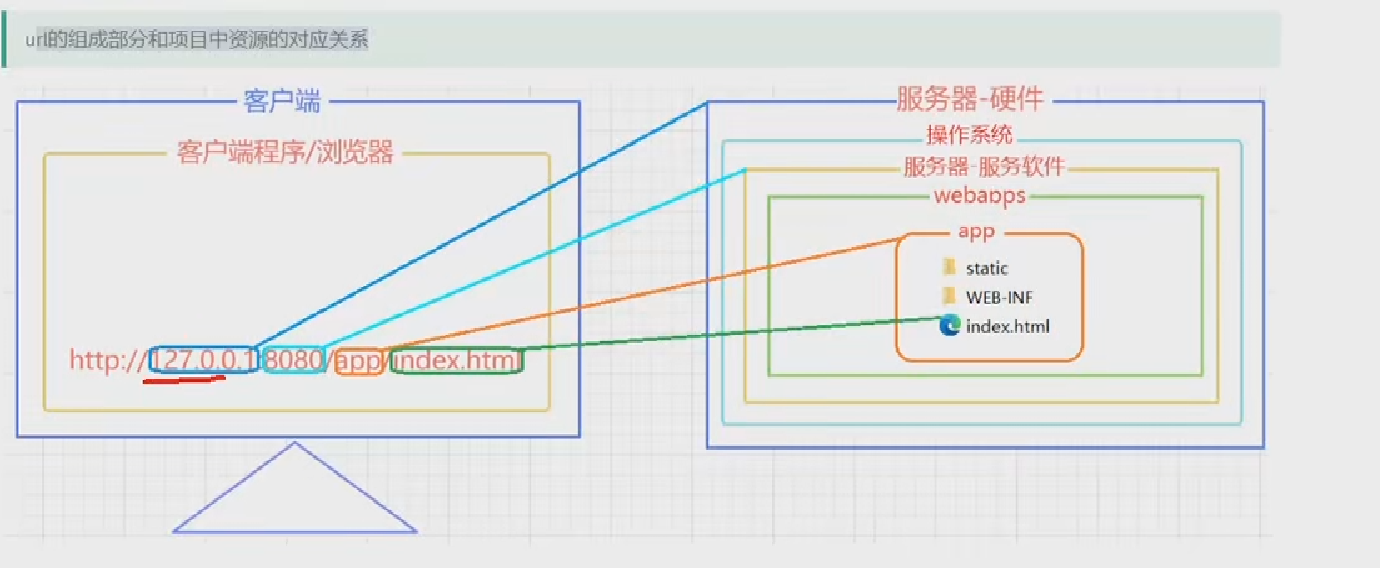 url的组成部分和项目中资源的对应关系
客户端
客户端程序/浏览器
http://127.0.0.1:8080/app/index.html
服务器-硬件
操作系统
服务器-服务软件
webapps
app
static
WEB-INF
index.html